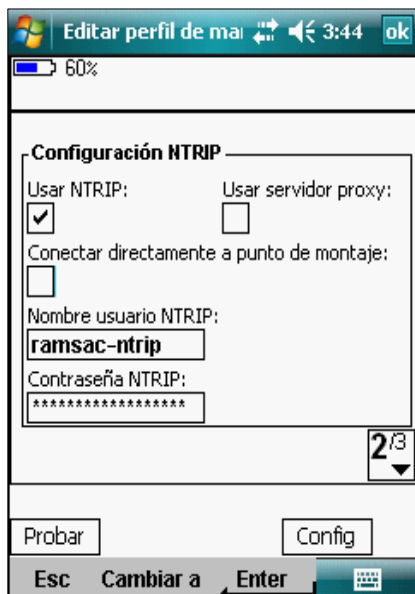 Editar perfil de mar 3:44 ok
60%
Configuración NTRIP
Usar NTRIP: Usar servidor proxy:
Conectar directamente a punto de montaje:
Nombre usuario NTRIP:
ramsac-ntrip
Contraseña NTRIP:
******************
2/3
Probar Config
Esc Cambiar a Enter